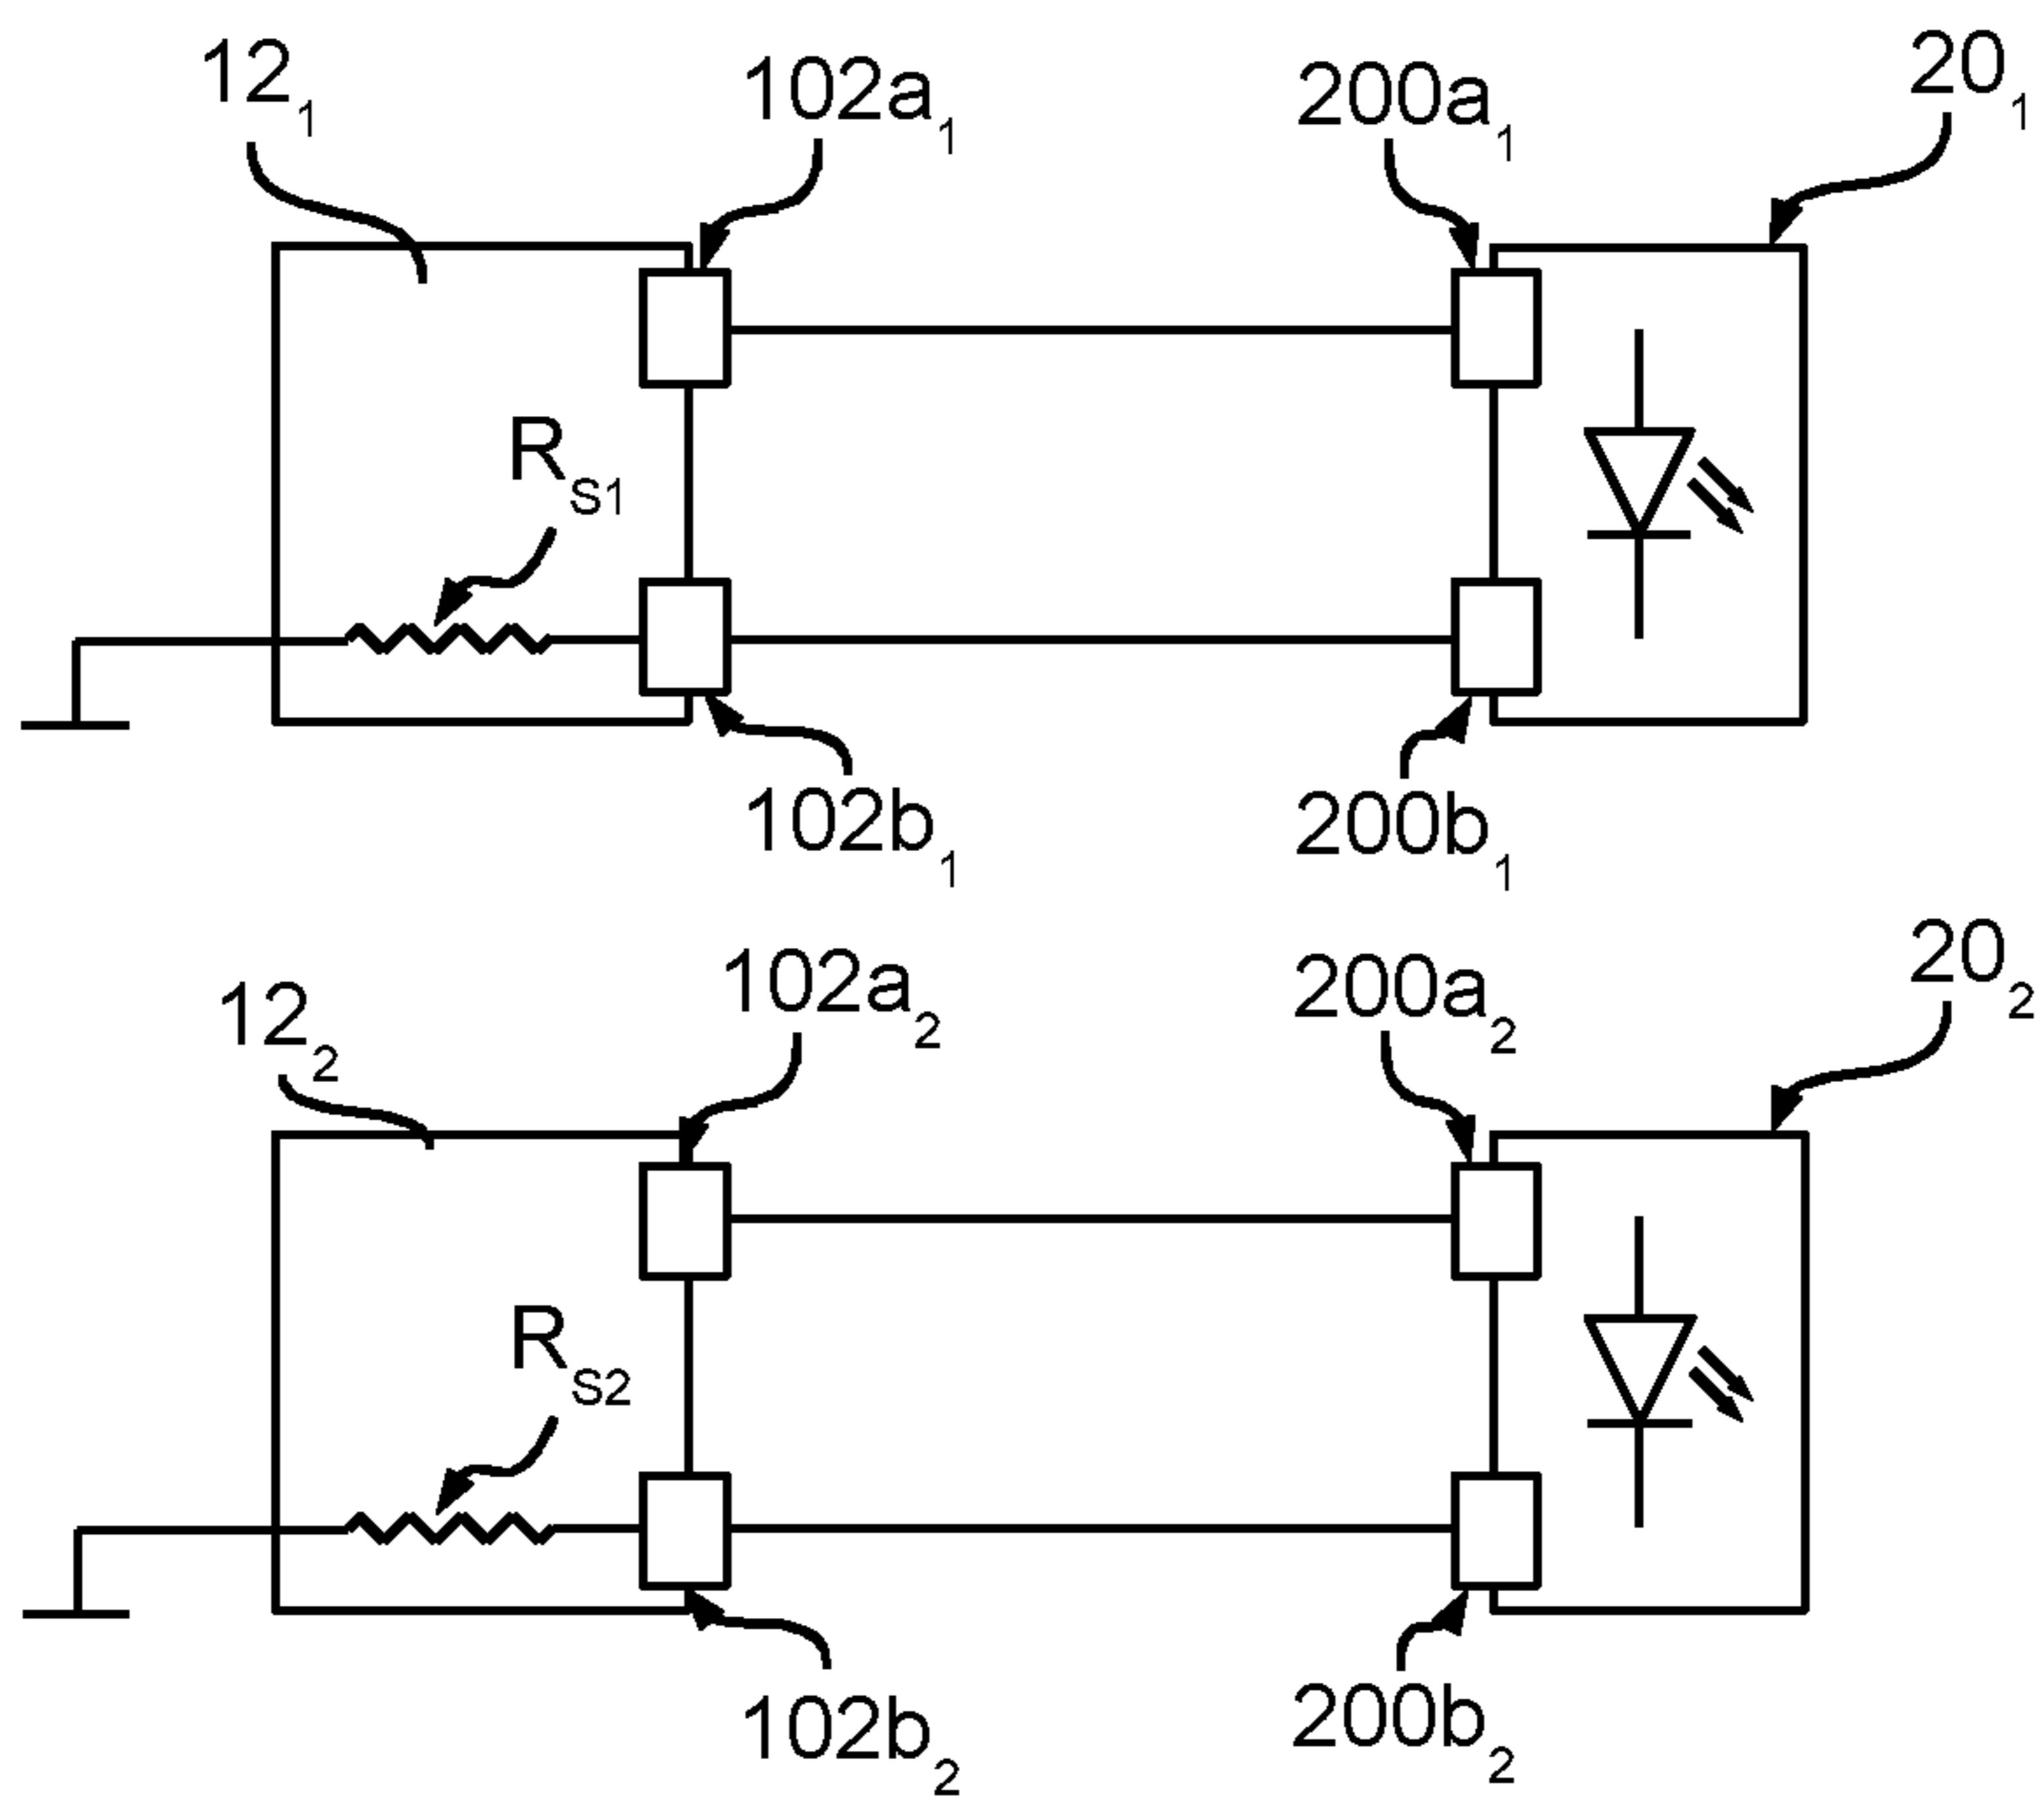 12₁ 102a₁ 200a₁ 20₁
R_S1
102b₁ 200b₁
12₂ 102a₂ 200a₂ 20₂
R_S2
102b₂ 200b₂